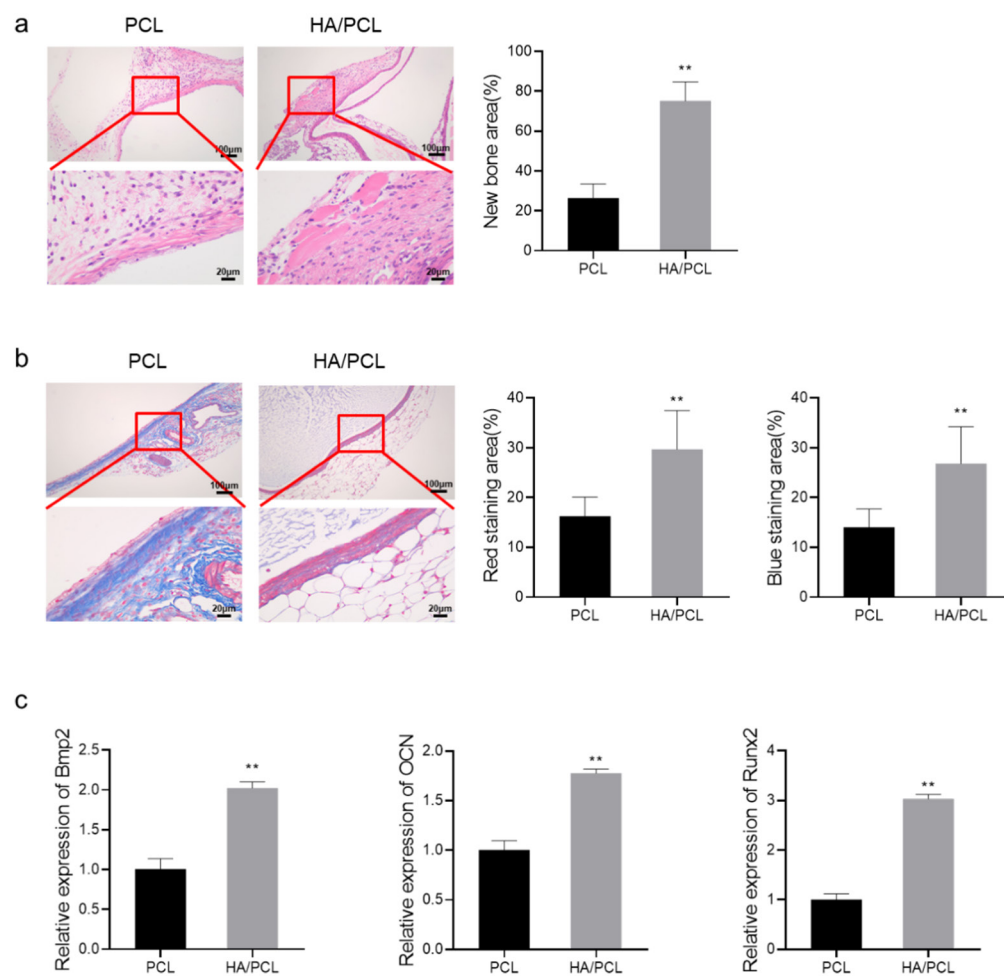 a
PCL
HA/PCL
100μm
100μm
20μm
20μm
New bone area(%)
100
80
60
40
20
0
**
PCL
HA/PCL
b
PCL
HA/PCL
100μm
100μm
20μm
20μm
Red staining area(%)
40
30
20
10
0
**
PCL
HA/PCL
Blue staining area(%)
40
30
20
10
0
**
PCL
HA/PCL
c
Relative expression of Bmp2
2.5
2.0
1.5
1.0
0.5
0.0
**
PCL
HA/PCL
Relative expression of OCN
2.0
1.5
1.0
0.5
0.0
**
PCL
HA/PCL
Relative expression of Runx2
4
3
2
1
0
**
PCL
HA/PCL